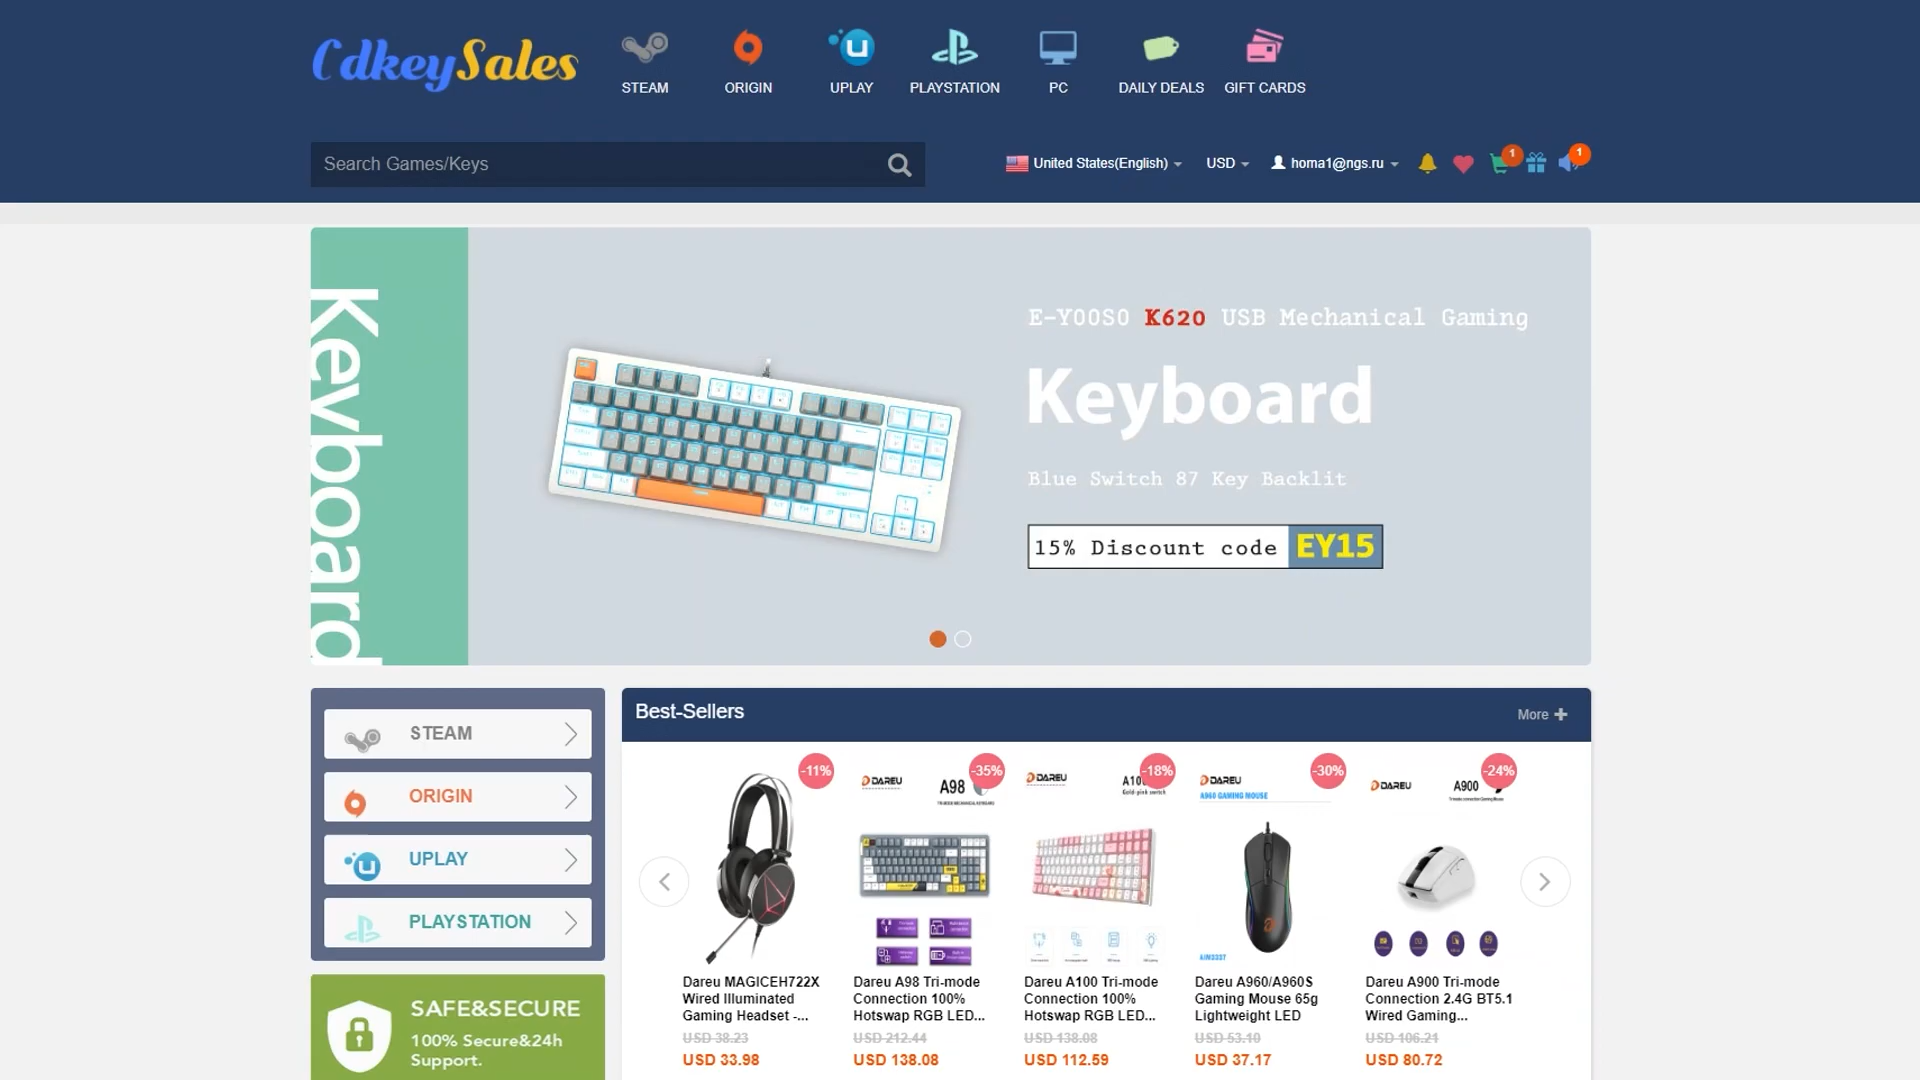 CdkeySales
STEAM
ORIGIN
UPLAY
PLAYSTATION
PC
DAILY DEALS
GIFT CARDS
Search Games/Keys
United States(English)
USD
homa1@ngs.ru
1
1
Keyboard
E-YOOSO K620 USB Mechanical Gaming
Keyboard
Blue Switch 87 Key Backlit
15% Discount code EY15
STEAM
ORIGIN
UPLAY
PLAYSTATION
SAFE&SECURE
100% Secure&24h
Support.
Best-Sellers
More
-11%
Dareu MAGICEH722X
Wired Illuminated
Gaming Headset -...
USD 38.23
USD 33.98
-35%
DAREU
A98
Dareu A98 Tri-mode
Connection 100%
Hotswap RGB LED...
USD 212.44
USD 138.08
-18%
DAREU
Gold-pink switch
Dareu A100 Tri-mode
Connection 100%
Hotswap RGB LED...
USD 138.08
USD 112.59
-30%
DAREU
A960 GAMING MOUSE
Dareu A960/A960S
Gaming Mouse 65g
Lightweight LED
USD 53.10
USD 37.17
-24%
DAREU
A900
Dareu A900 Tri-mode
Connection 2.4G BT5.1
Wired Gaming...
USD 106.21
USD 80.72